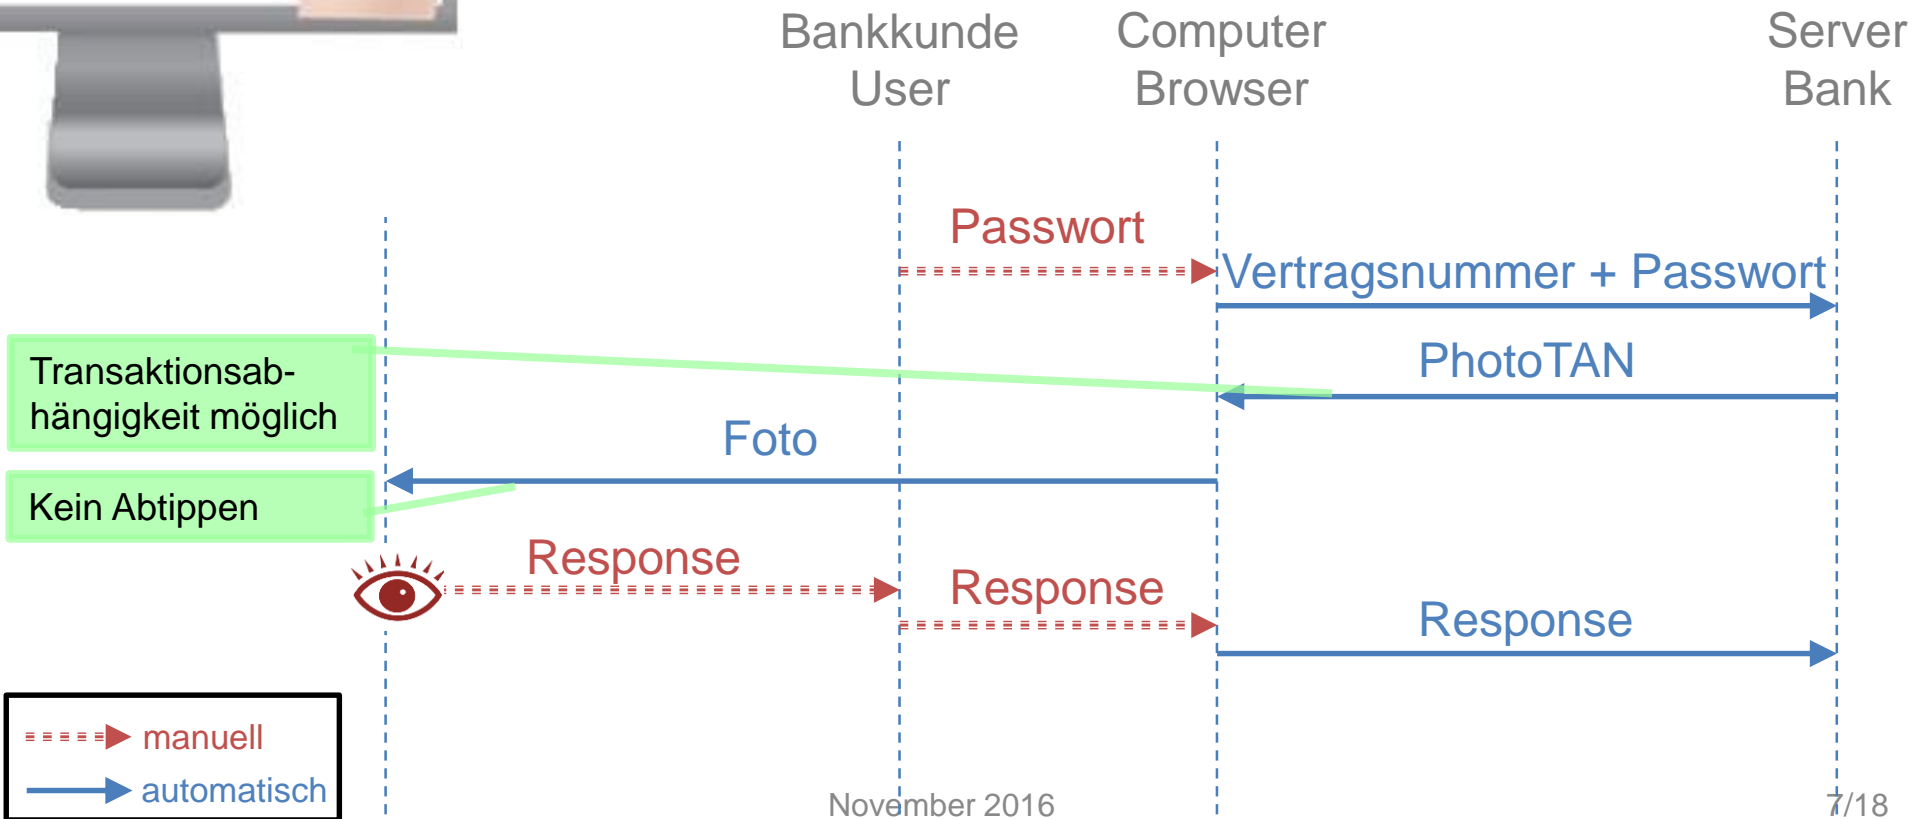 Bankkunde
User
Computer
Browser
Server
Bank
Passwort
Vertragsnummer + Passwort
Transaktionsab-
hängigkeit möglich
PhotoTAN
Foto
Kein Abtippen
Response
Response
Response
manuell
automatisch
November 2016
7/18